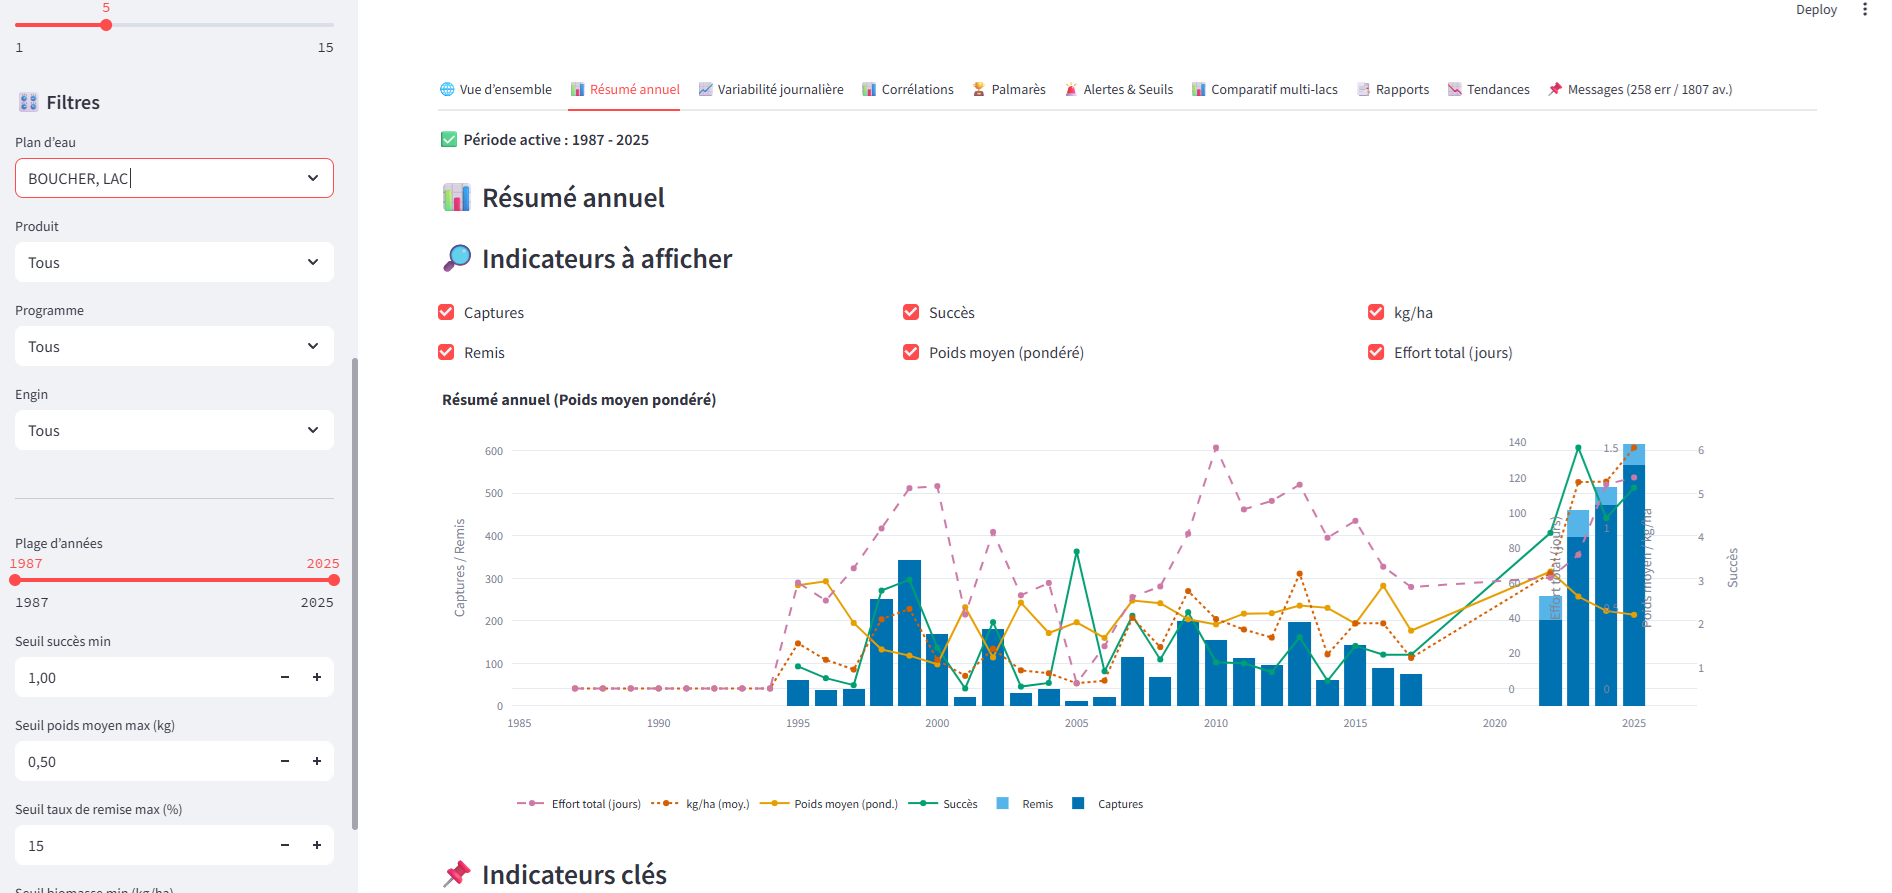 5
1 15
Filtres
Plan d'eau
BOUCHER, LAC
Produit
Tous
Programme
Tous
Engin
Tous
Plage d'années
1987 2025
1987 2025
Seuil succès min
1,00 − +
Seuil poids moyen max (kg)
0,50 − +
Seuil taux de remise max (%)
15 − +
Seuil biomasse min (kg/ha)
Deploy
Vue d'ensemble Résumé annuel Variabilité journalière Corrélations Palmarès Alertes & Seuils Comparatif multi-lacs Rapports Tendances Messages (258 err / 1807 av.)
Période active : 1987 - 2025
Résumé annuel
Indicateurs à afficher
Captures Succès kg/ha
Remis Poids moyen (pondéré) Effort total (jours)
Résumé annuel (Poids moyen pondéré)
Captures / Remis
600
500
400
300
200
100
0
1985 1990 1995 2000 2005 2010 2015 2020 2025
140
120
100
80
60
40
20
0
Effort total (jours)
1.5
1
0.5
0
Poids moyen / kg/ha
6
5
4
3
2
1
Succès
Effort total (jours) kg/ha (moy.) Poids moyen (pond.) Succès Remis Captures
Indicateurs clés